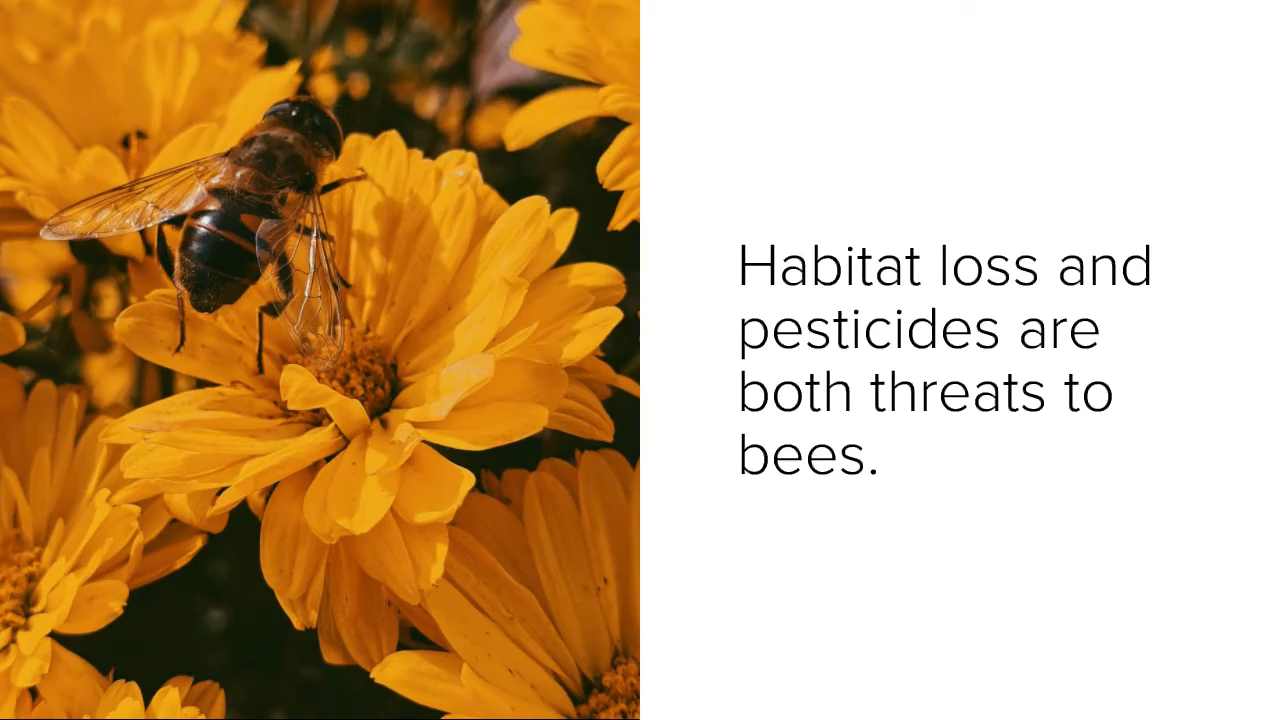 Habitat loss and
pesticides are
both threats to
bees.